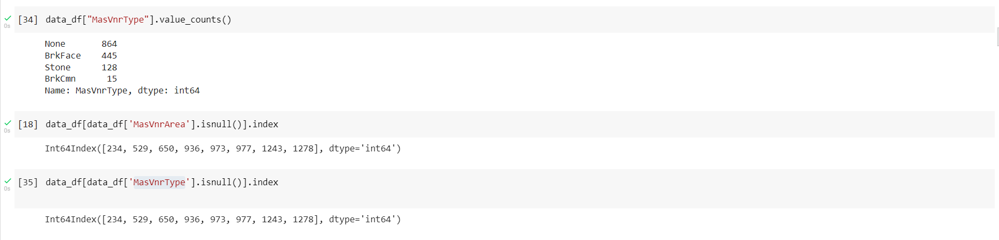 [34] data_df["MasVnrType"].value_counts()
0s
None       864
BrkFace    445
Stone      128
BrkCmn      15
Name: MasVnrType, dtype: int64
[18] data_df[data_df['MasVnrArea'].isnull()].index
0s
Int64Index([234, 529, 650, 936, 973, 977, 1243, 1278], dtype='int64')
[35] data_df[data_df['MasVnrType'].isnull()].index
0s
Int64Index([234, 529, 650, 936, 973, 977, 1243, 1278], dtype='int64')